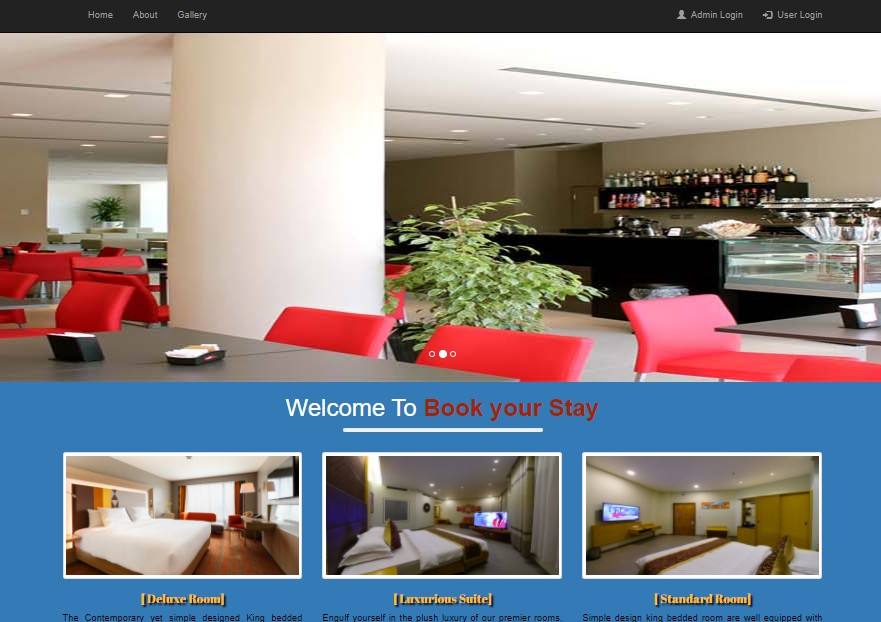 Home About Gallery Admin Login User Login
Welcome To Book your Stay
[Deluxe Room] [Luxurious Suite] [Standard Room]
The Contemporary yet simple designed King bedded Engulf yourself in the plush luxury of our premier rooms. Simple design king bedded room are well equipped with